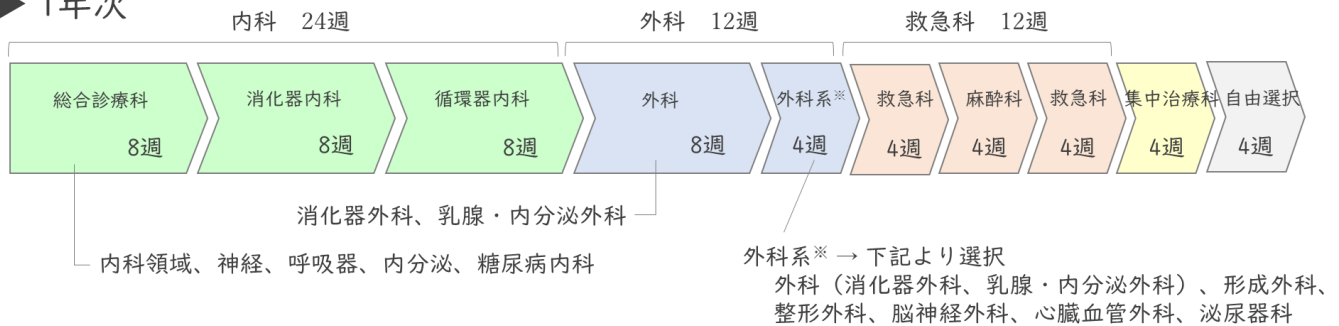 ▶ 1年次
内科 24週 外科 12週 救急科 12週
総合診療科 消化器内科 循環器内科 外科 外科系※ 救急科 麻酔科 救急科 集中治療科 自由選択
8週 8週 8週 8週 4週 4週 4週 4週 4週 4週
消化器外科、乳腺・内分泌外科
内科領域、神経、呼吸器、内分泌、糖尿病内科
外科系※ → 下記より選択
外科（消化器外科、乳腺・内分泌外科）、形成外科、
整形外科、脳神経外科、心臓血管外科、泌尿器科